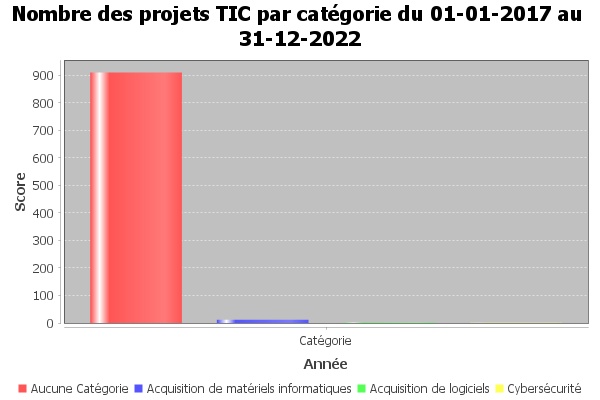 Nombre des projets TIC par catégorie du 01-01-2017 au
31-12-2022
900
800
700
600
500
400
300
200
100
0
Score
Catégorie
Année
Aucune Catégorie Acquisition de matériels informatiques Acquisition de logiciels Cybersécurité